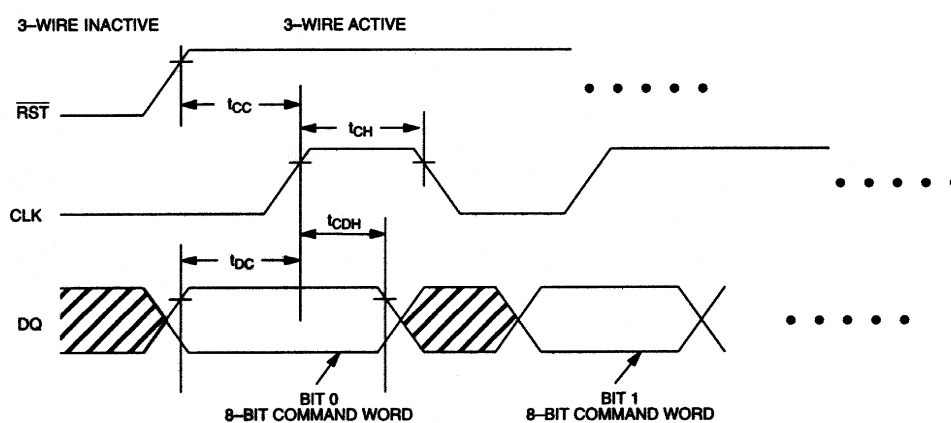 3–WIRE INACTIVE
3–WIRE ACTIVE
RST
tCC
tCH
CLK
tCDH
tDC
DQ
BIT 0
8–BIT COMMAND WORD
BIT 1
8–BIT COMMAND WORD